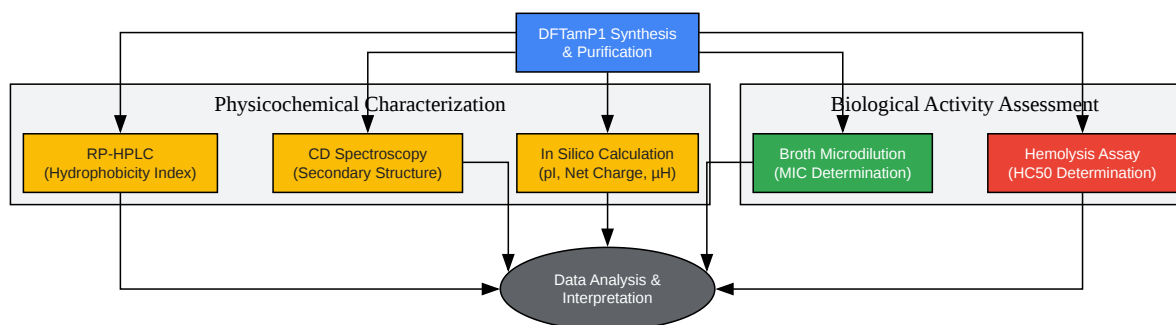 DFTamP1 Synthesis
& Purification
Physicochemical Characterization
Biological Activity Assessment
RP-HPLC
(Hydrophobicity Index)
CD Spectroscopy
(Secondary Structure)
In Silico Calculation
(pI, Net Charge, µH)
Broth Microdilution
(MIC Determination)
Hemolysis Assay
(HC50 Determination)
Data Analysis &
Interpretation